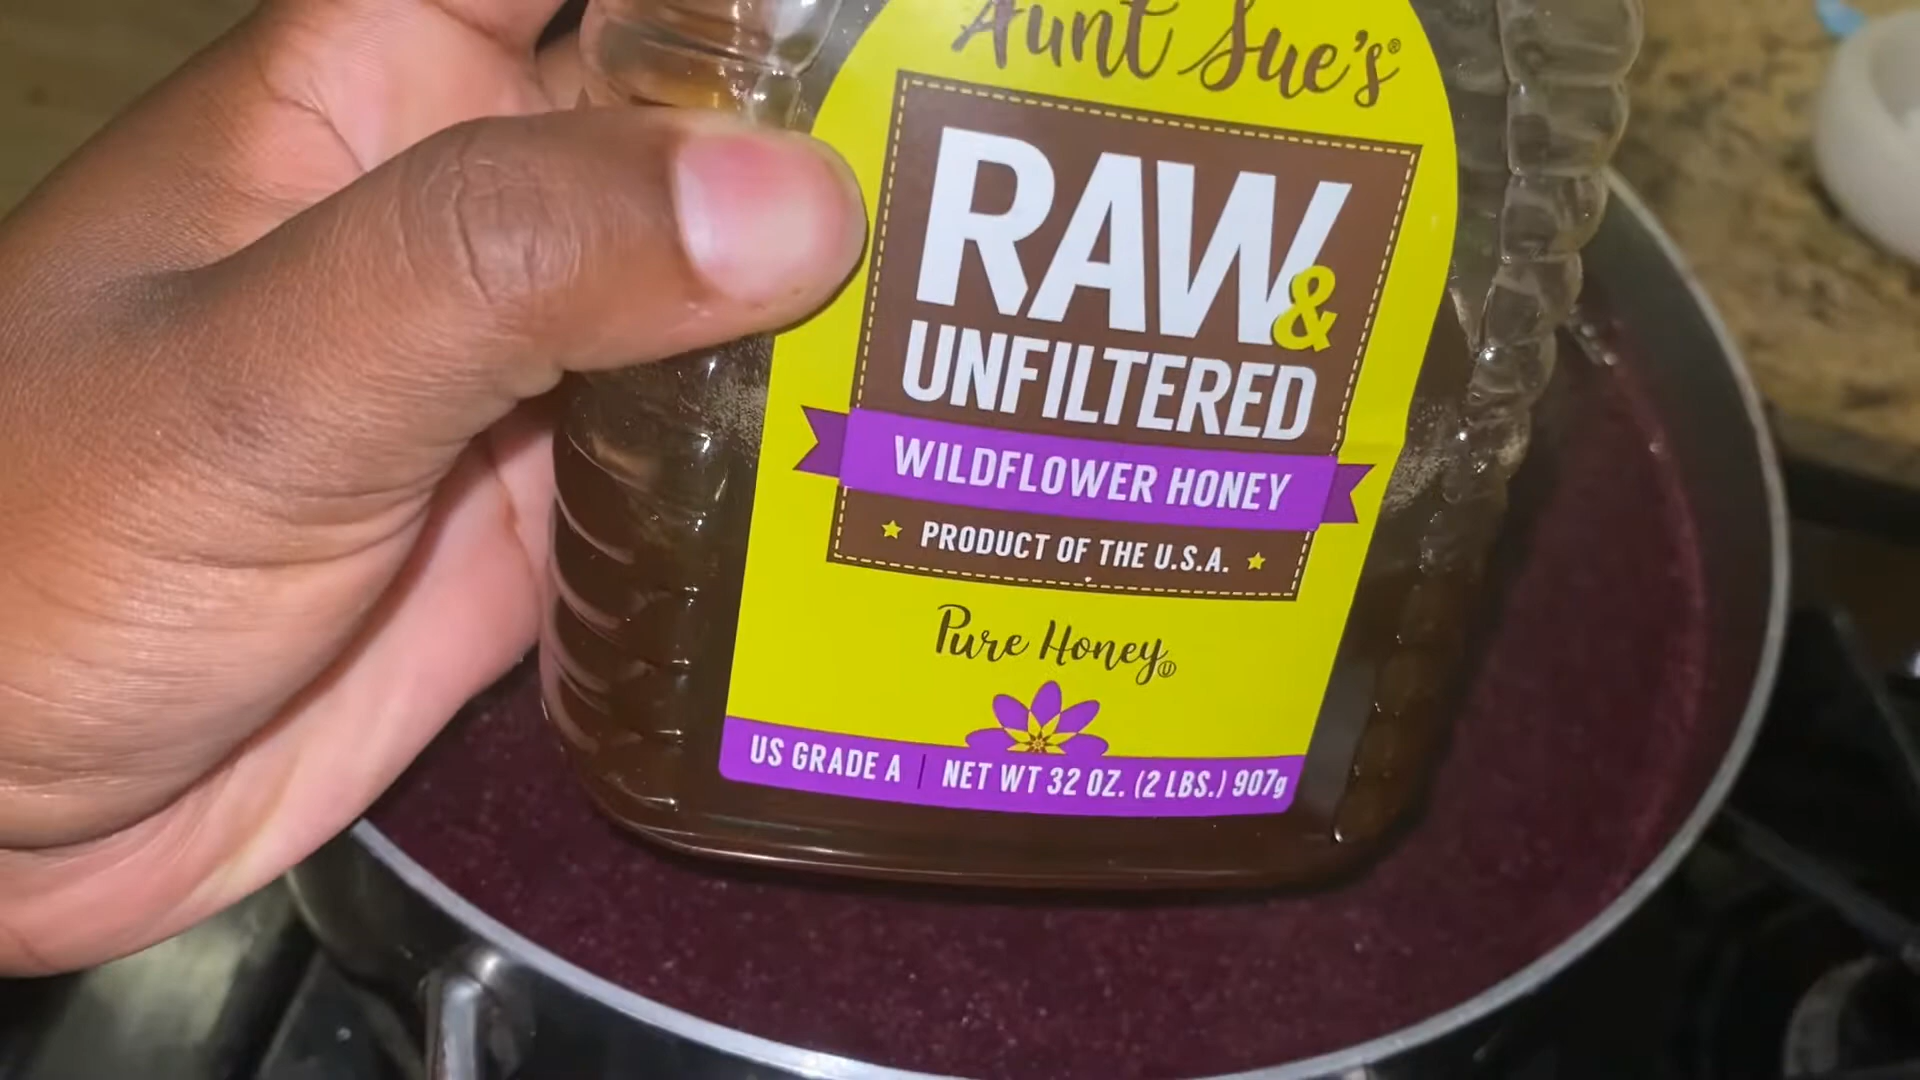 Aunt Sue's®
RAW &
UNFILTERED
WILDFLOWER HONEY
PRODUCT OF THE U.S.A.
Pure Honey Ⓤ
US GRADE A | NET WT 32 OZ. (2 LBS.) 907g